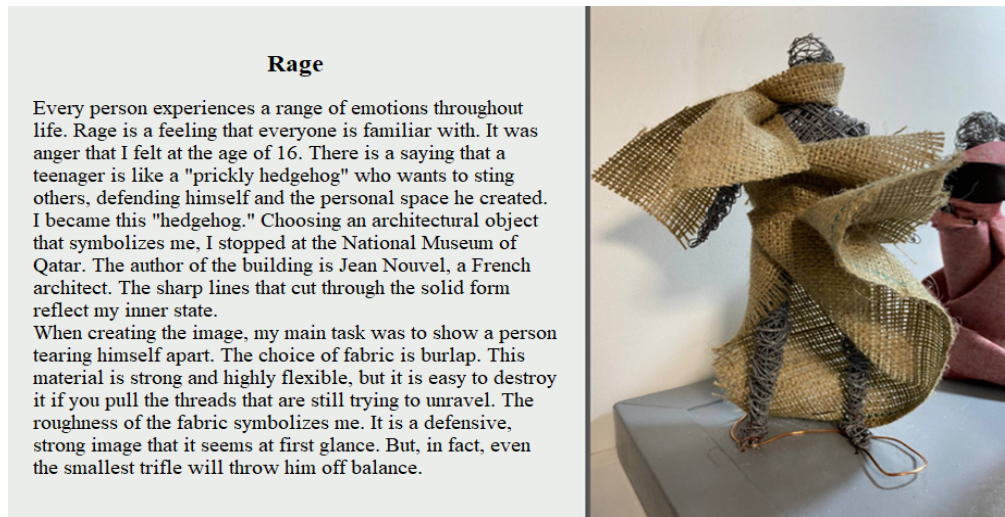 Rage
Every person experiences a range of emotions throughout
life. Rage is a feeling that everyone is familiar with. It was
anger that I felt at the age of 16. There is a saying that a
teenager is like a "prickly hedgehog" who wants to sting
others, defending himself and the personal space he created.
I became this "hedgehog." Choosing an architectural object
that symbolizes me, I stopped at the National Museum of
Qatar. The author of the building is Jean Nouvel, a French
architect. The sharp lines that cut through the solid form
reflect my inner state.
When creating the image, my main task was to show a person
tearing himself apart. The choice of fabric is burlap. This
material is strong and highly flexible, but it is easy to destroy
it if you pull the threads that are still trying to unravel. The
roughness of the fabric symbolizes me. It is a defensive,
strong image that it seems at first glance. But, in fact, even
the smallest trifle will throw him off balance.